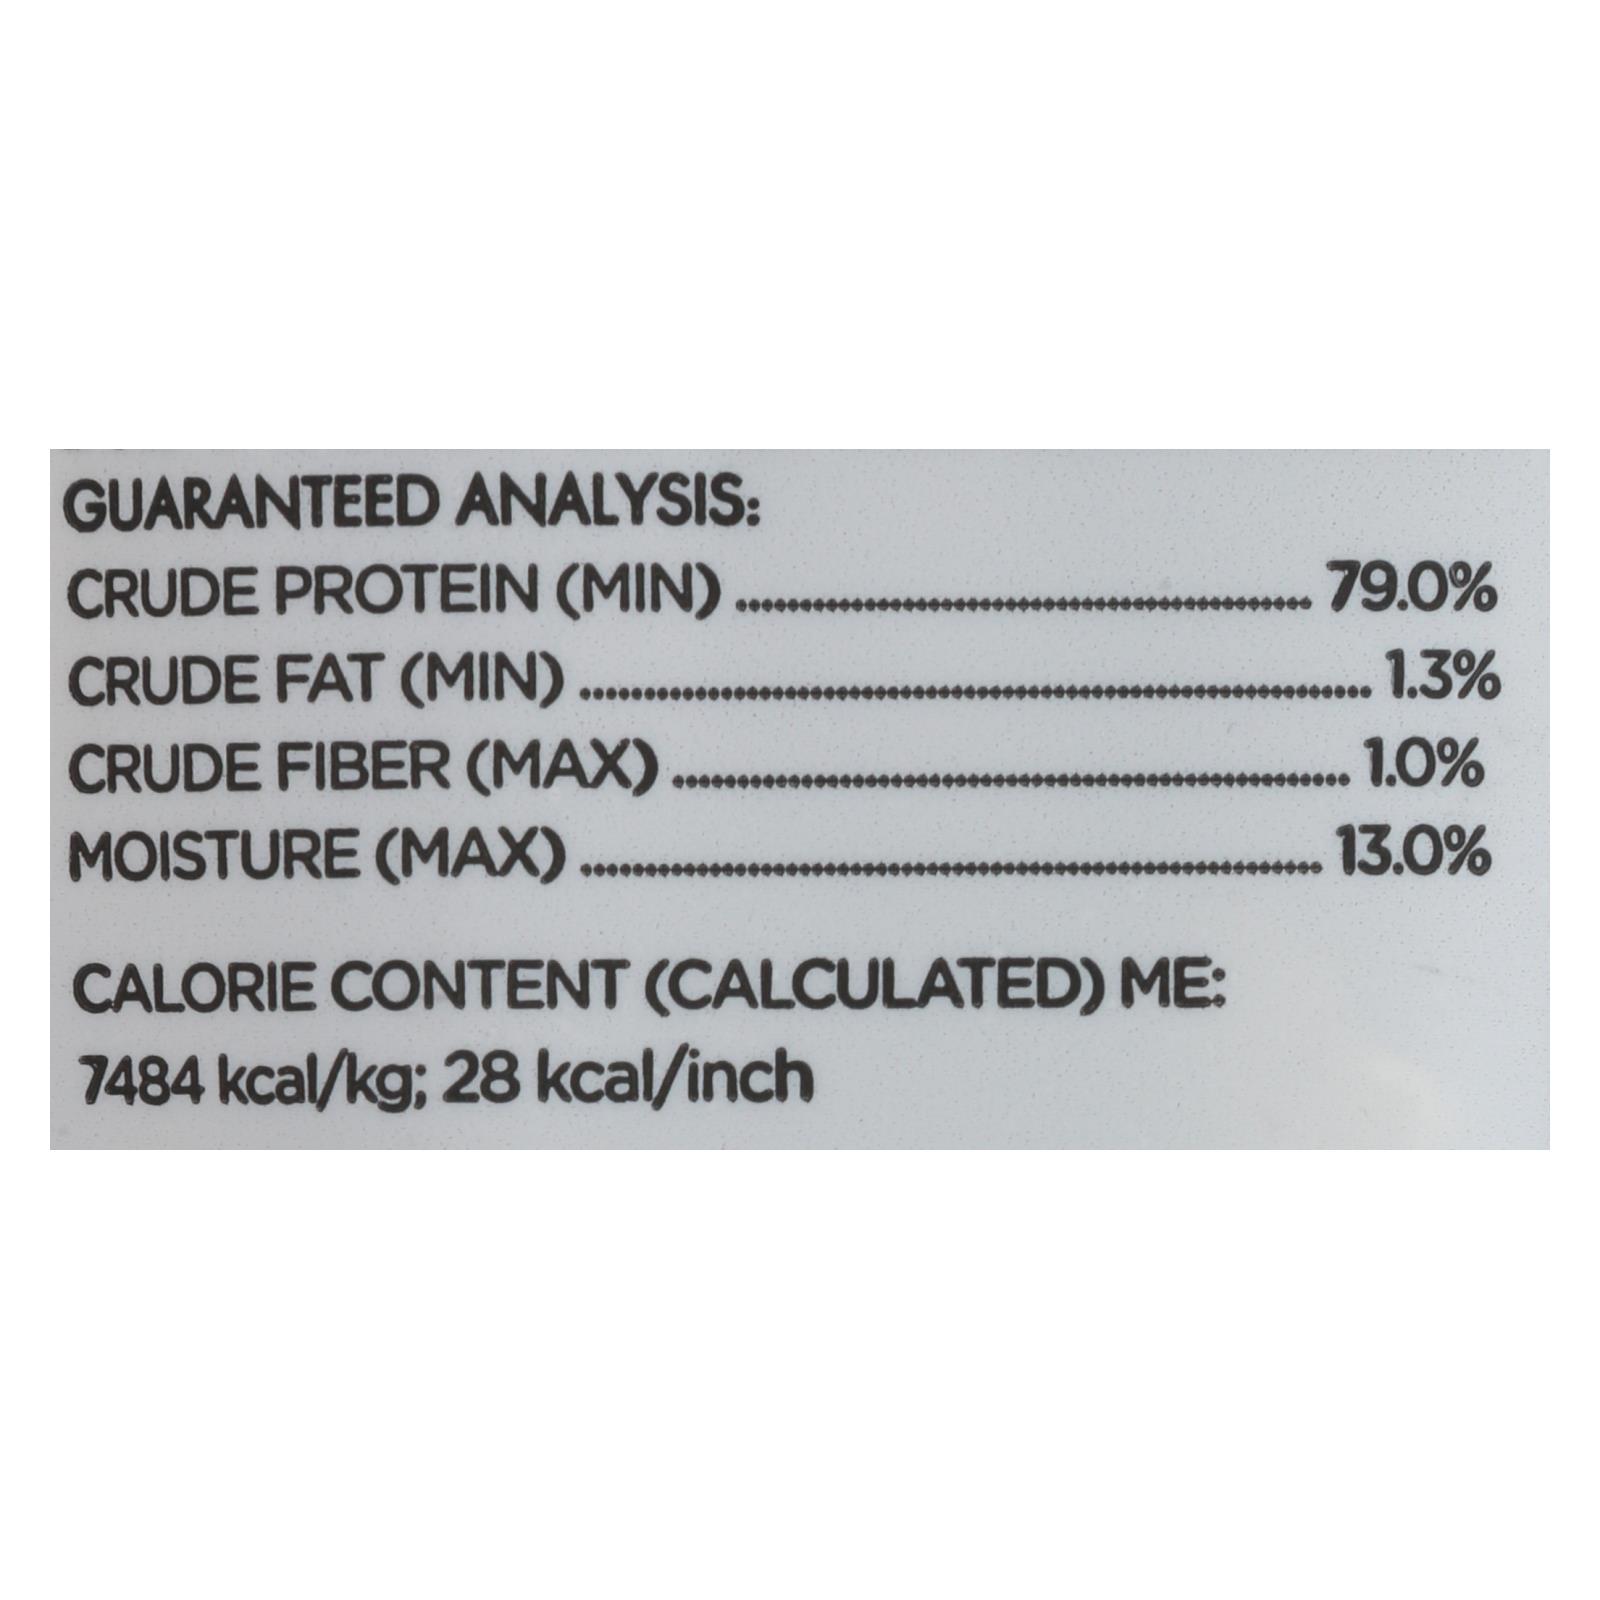 GUARANTEED ANALYSIS:
CRUDE PROTEIN (MIN) ........................................ 79.0%
CRUDE FAT (MIN) ........................................ 1.3%
CRUDE FIBER (MAX) ........................................ 1.0%
MOISTURE (MAX) ........................................ 13.0%
CALORIE CONTENT (CALCULATED) ME:
7484 kcal/kg; 28 kcal/inch